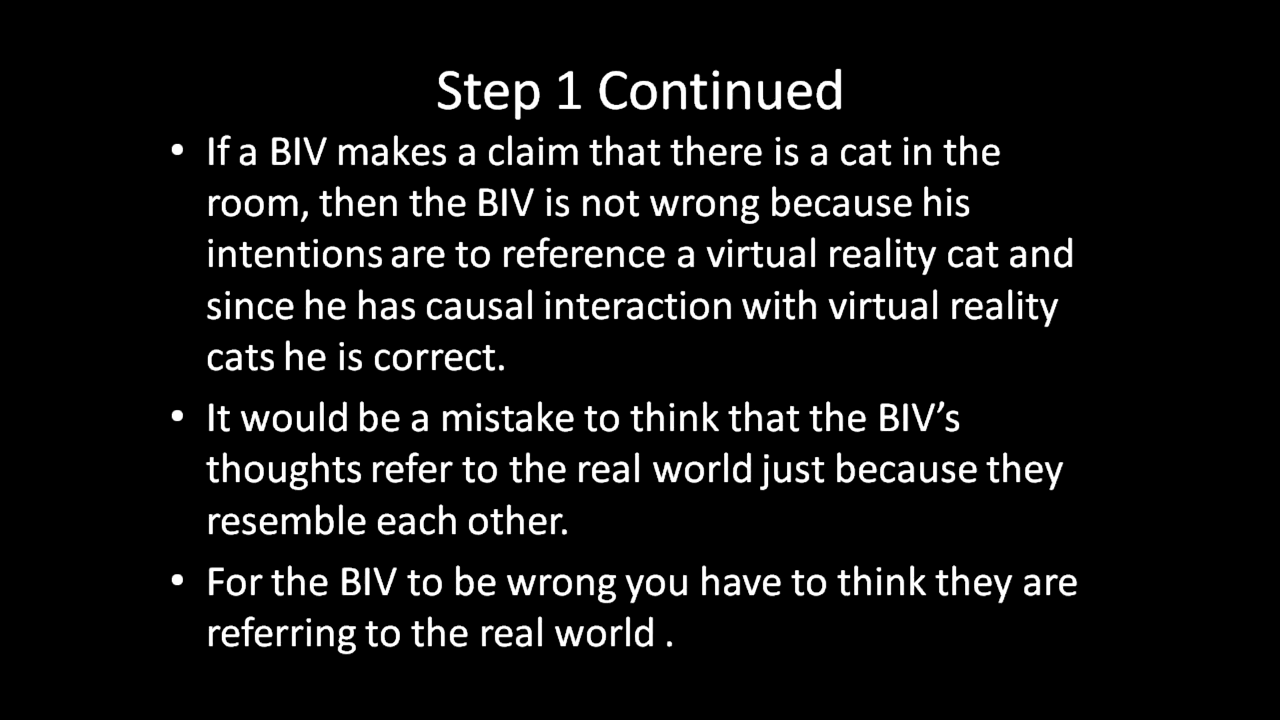 Step 1 Continued
• If a BIV makes a claim that there is a cat in the
room, then the BIV is not wrong because his
intentions are to reference a virtual reality cat and
since he has causal interaction with virtual reality
cats he is correct.
• It would be a mistake to think that the BIV’s
thoughts refer to the real world just because they
resemble each other.
• For the BIV to be wrong you have to think they are
referring to the real world .